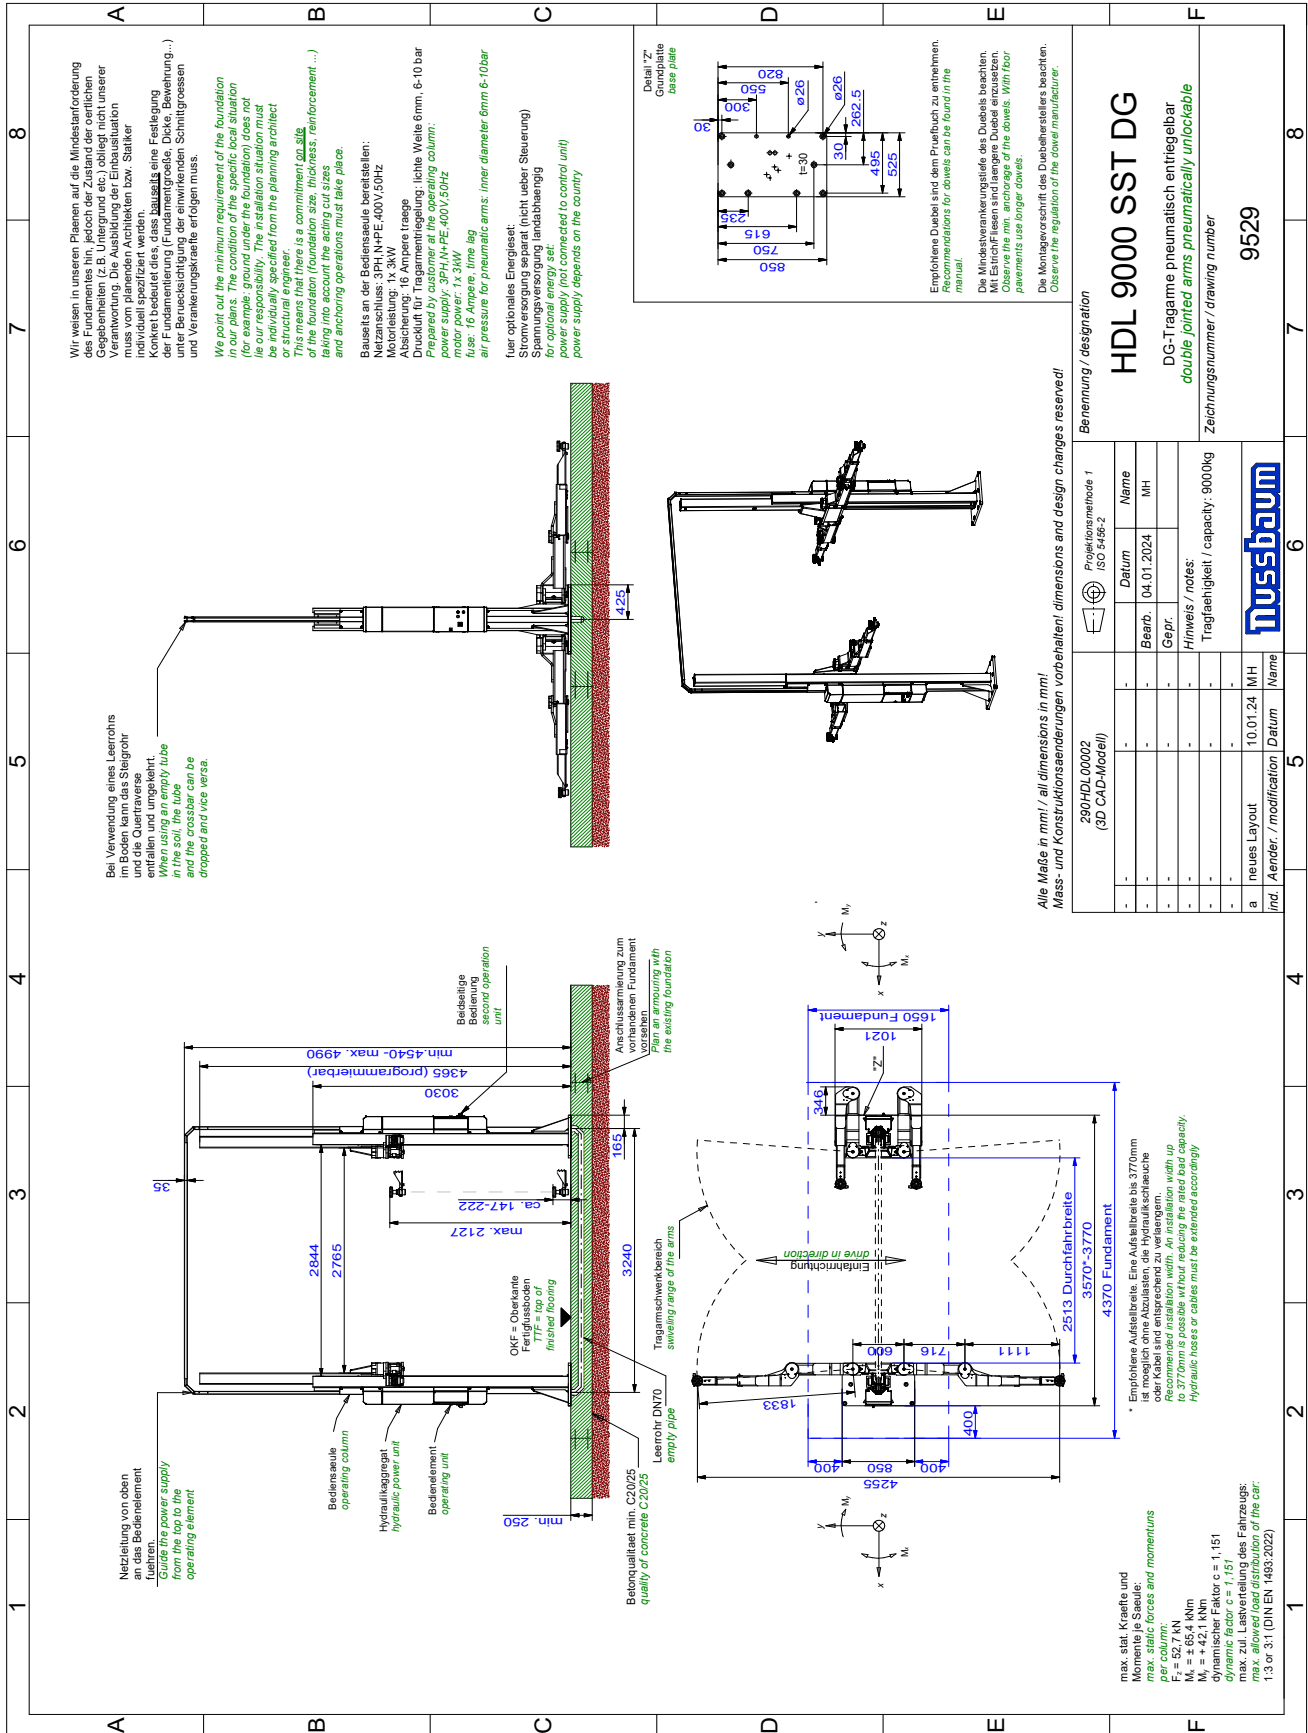 1
2
3
4
5
6
7
8
A
B
C
D
E
F
Netzleitung von oben
an das Bedienelement
fuehren.
Guide the power supply
from the top to the
operating element
Bediensaeule
operating column
Hydraulikaggregat
hydraulic power unit
Bedienelement
operating unit
Betonqualitaet min. C20/25
quality of concrete C20/25
Leerrohr DN70
empty pipe
OKF = Oberkante
Fertigfussboden
TTF = top of
finished flooring
Beidseitige
Bedienung
second operation
unit
Anschlussarmierung zum
vorhandenen Fundament
vorsehen
Plan an armouring with
the existing foundation
35
2844
2765
max. 2127
ca. 147-222
3240
165
min. 250
3030
4365 (programmierbar)
min.4540- max. 4990
Bei Verwendung eines Leerrohrs
im Boden kann das Steigrohr
und die Quertraverse
entfallen und umgekehrt.
When using an empty tube
in the soil, the tube
and the crossbar can be
dropped and vice versa.
425
Wir weisen in unseren Plaenen auf die Mindestanforderung
des Fundamentes hin, jedoch der Zustand der oertlichen
Gegebenheiten (z.B. Untergrund etc.) obliegt nicht unserer
Verantwortung. Die Ausbildung der Einbausituation
muss vom planenden Architekten bzw. Statiker
individuell spezifiziert werden.
Konkret bedeutet dies, dass bauseits eine Festlegung
der Fundamentierung (Fundamentgroeße, Dicke, Bewehrung...)
unter Beruecksichtigung der einwirkenden Schnittgroessen
und Verankerungskraefte erfolgen muss.
We point out the minimum requirement of the foundation
in our plans. The condition of the specific local situation
(for example: ground under the foundation) does not
lie our responsibility. The installation situation must
be individually specified from the planning architect
or structural engineer.
This means that there is a commitment on site
of the foundation (foundation size, thickness, reinforcement ...)
taking into account the acting cut sizes
and anchoring operations must take place.
Bauseits an der Bediensaeule bereitstellen:
Netzanschluss: 3PH,N+PE,400V,50Hz
Motorleistung: 1x 3kW
Absicherung: 16 Ampere traege
Druckluft für Tragarmentriegelung: lichte Weite 6mm, 6-10 bar
Prepared by customer at the operating column:
power supply: 3PH,N+PE,400V,50Hz
motor power: 1x 3kW
fuse: 16 Ampere, time lag
air pressure for pneumatic arms: inner diameter 6mm 6-10bar
fuer optionales Energieset:
Stromversorgung separat (nicht ueber Steuerung)
Spannungsversorgung landabhaengig
for optional energy set:
power supply (not connected to control unit)
power supply depends on the country
Detail "Z"
Grundplatte
base plate
30
300
550
820
ø26
ø26
262.5
30
495
525
t=30
235
615
750
850
Empfohlene Duebel sind dem Pruefbuch zu entnehmen.
Recommendations for dowels can be found in the
manual.
Die Mindestverankerungstiefe des Duebels beachten.
Mit Estrich/Fliesen sind laengere Duebel einzusetzen.
Observe the min. anchorage of the dowels. With floor
pavements use longer dowels.
Die Montagevorschrift des Duebelherstellers beachten.
Observe the regulation of the dowel manufacturer.
Tragarmschwenkbereich
swiveling range of the arms
Einfahrrichtung
drive in direction
"Z"
346
1021
1650 Fundament
2513 Durchfahrbreite
3570*-3770
4370 Fundament
600
716
1111
1833
400
400
850
400
4255
x
y
z
Mx
My
x
y
z
Mx
My
* Empfohlene Aufstellbreite. Eine Aufstellbreite bis 3770mm
ist moeglich ohne Abzulasten, die Hydraulikschlaeuche
oder Kabel sind entsprechend zu verlaengern.
Recommended installation width. An installation width up
to 3770mm is possible without reducing the rated load capacity.
Hydraulic hoses or cables must be extended accordingly
max. stat. Kraefte und
Momente je Saeule:
max. static forces and momentums
per column:
Fz = 52,7 kN
Mx = ± 65,4 kNm
My = + 42,1 kNm
dynamischer Faktor c = 1,151
dynamic factor c = 1,151
max. zul. Lastverteilung des Fahrzeugs:
max. allowed load distribution of the car:
1:3 or 3:1 (DIN EN 1493:2022)
Alle Maße in mm! / all dimensions in mm!
Mass- und Konstruktionsaenderungen vorbehalten! dimensions and design changes reserved!
290HDL00002
(3D CAD-Modell)
Projektionsmethode 1
ISO 5456-2
Datum Name
Bearb. 04.01.2024 MH
Gepr.
Hinweis / notes:
Tragfaehigkeit / capacity: 9000kg
a neues Layout 10.01.24 MH
ind. Aender. / modification Datum Name
nussbaum
Benennung / designation
HDL 9000 SST DG
DG-Tragarme pneumatisch entriegelbar
double jointed arms pneumatically unlockable
Zeichnungsnummer / drawing number
9529
1
2
3
4
5
6
7
8
A
B
C
D
E
F